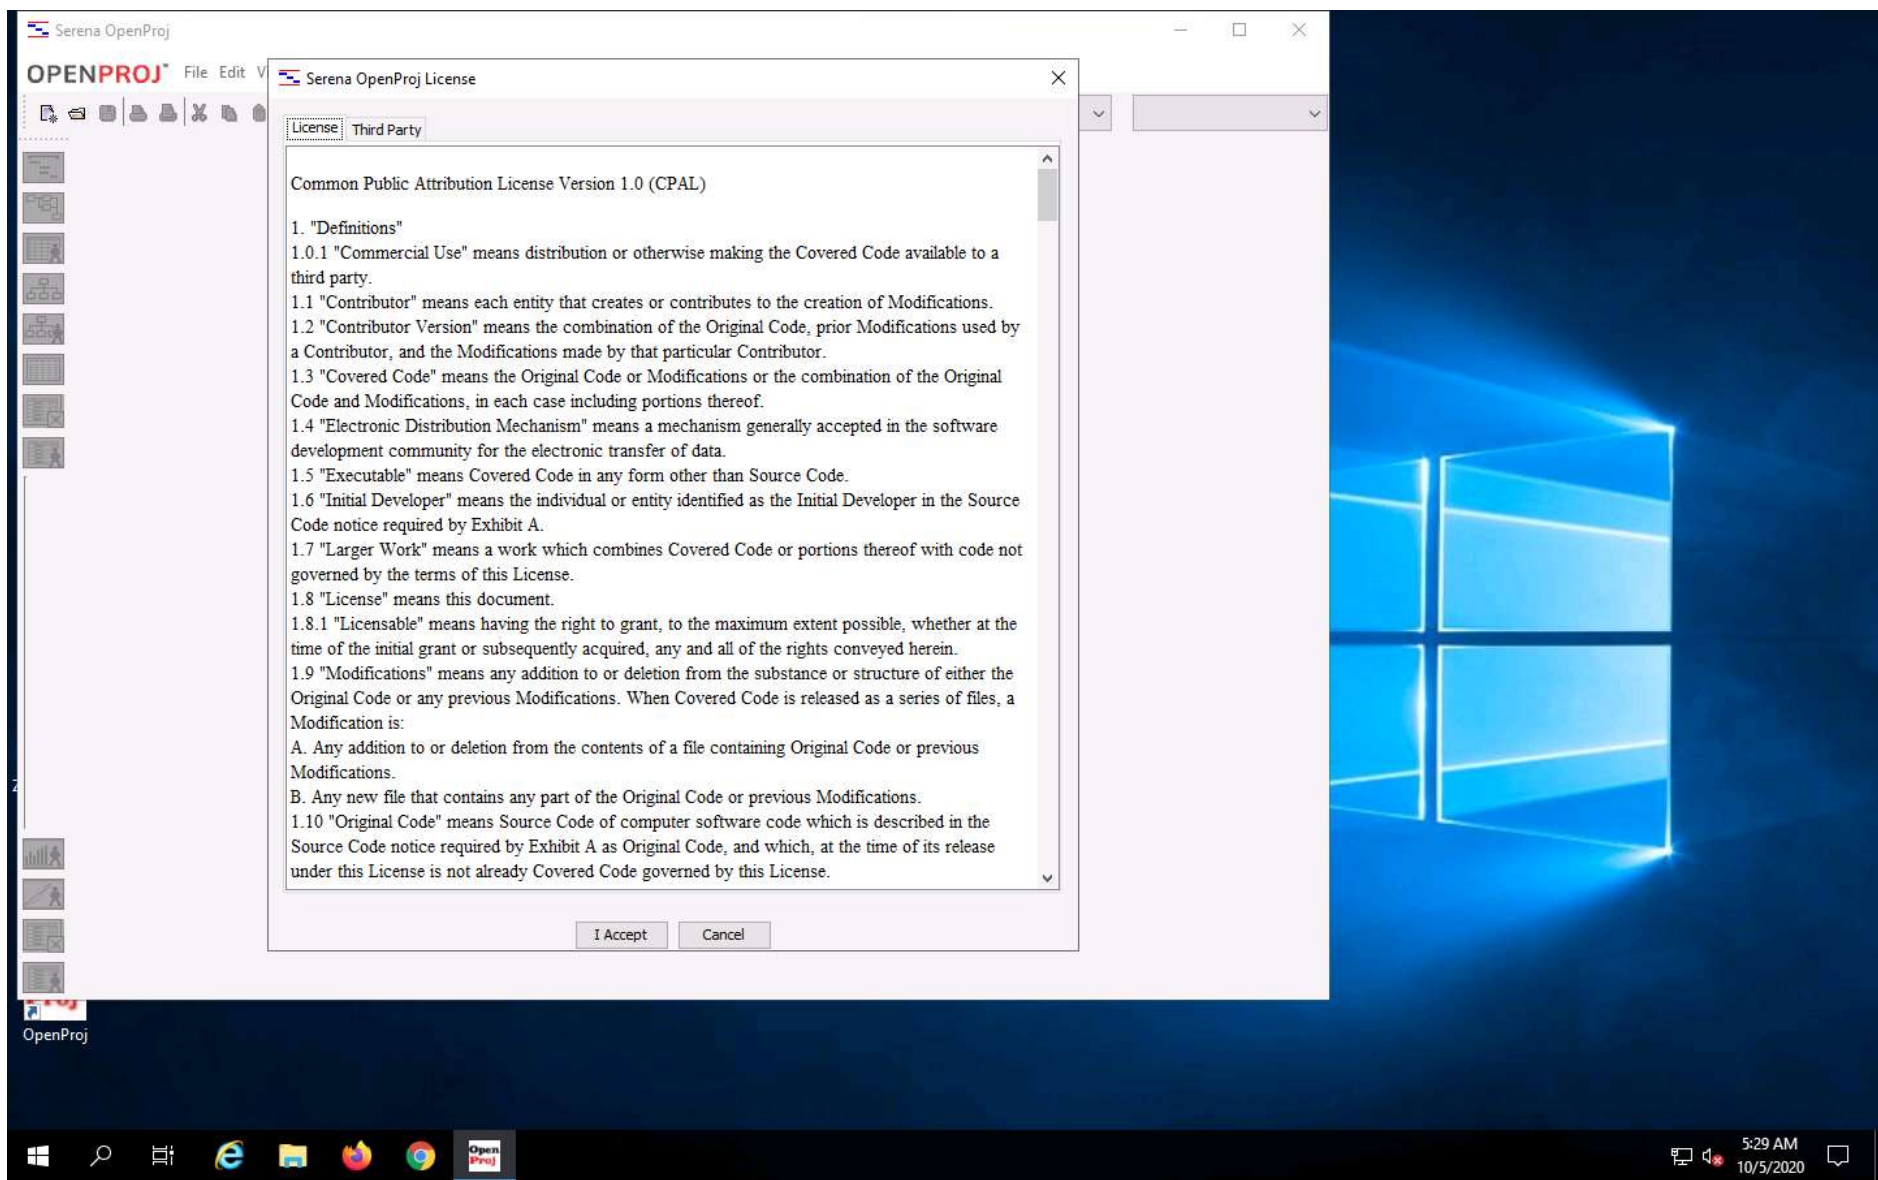 Serena OpenProj
OPENPROJ File Edit V
Serena OpenProj License
License Third Party
Common Public Attribution License Version 1.0 (CPAL)
1. "Definitions"
1.0.1 "Commercial Use" means distribution or otherwise making the Covered Code available to a
third party.
1.1 "Contributor" means each entity that creates or contributes to the creation of Modifications.
1.2 "Contributor Version" means the combination of the Original Code, prior Modifications used by
a Contributor, and the Modifications made by that particular Contributor.
1.3 "Covered Code" means the Original Code or Modifications or the combination of the Original
Code and Modifications, in each case including portions thereof.
1.4 "Electronic Distribution Mechanism" means a mechanism generally accepted in the software
development community for the electronic transfer of data.
1.5 "Executable" means Covered Code in any form other than Source Code.
1.6 "Initial Developer" means the individual or entity identified as the Initial Developer in the Source
Code notice required by Exhibit A.
1.7 "Larger Work" means a work which combines Covered Code or portions thereof with code not
governed by the terms of this License.
1.8 "License" means this document.
1.8.1 "Licensable" means having the right to grant, to the maximum extent possible, whether at the
time of the initial grant or subsequently acquired, any and all of the rights conveyed herein.
1.9 "Modifications" means any addition to or deletion from the substance or structure of either the
Original Code or any previous Modifications. When Covered Code is released as a series of files, a
Modification is:
A. Any addition to or deletion from the contents of a file containing Original Code or previous
Modifications.
B. Any new file that contains any part of the Original Code or previous Modifications.
1.10 "Original Code" means Source Code of computer software code which is described in the
Source Code notice required by Exhibit A as Original Code, and which, at the time of its release
under this License is not already Covered Code governed by this License.
I Accept Cancel
OpenProj
Open
Proj
5:29 AM
10/5/2020